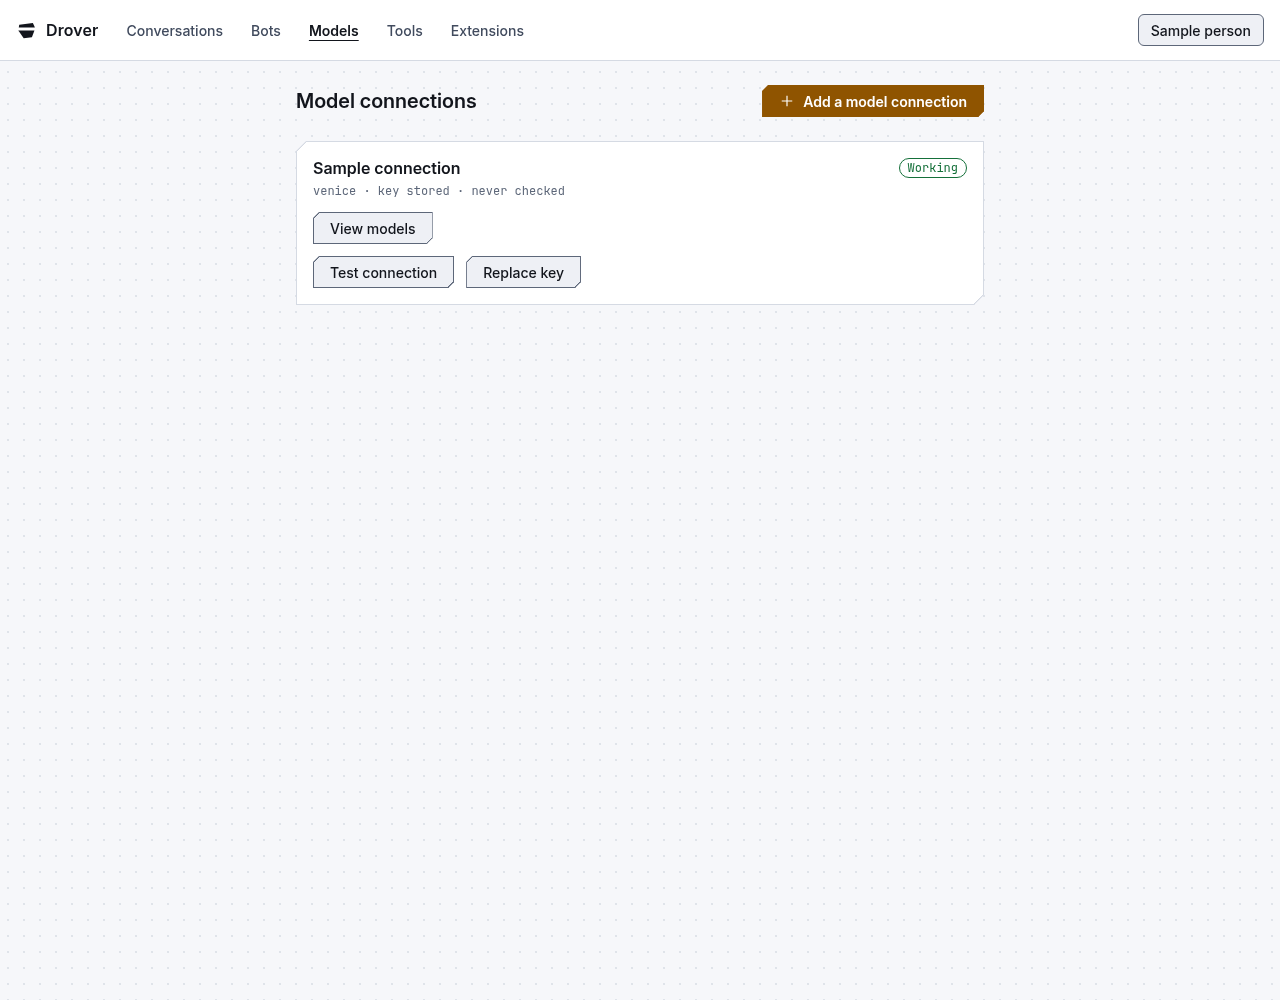 Drover Conversations Bots Models Tools Extensions Sample person
Model connections
Add a model connection
Sample connection
Working
venice · key stored · never checked
View models
Test connection Replace key